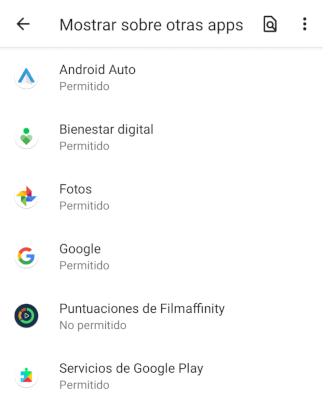 Mostrar sobre otras apps
Android Auto
Permitido
Bienestar digital
Permitido
Fotos
Permitido
Google
Permitido
Puntuaciones de Filmaffinity
No permitido
Servicios de Google Play
Permitido